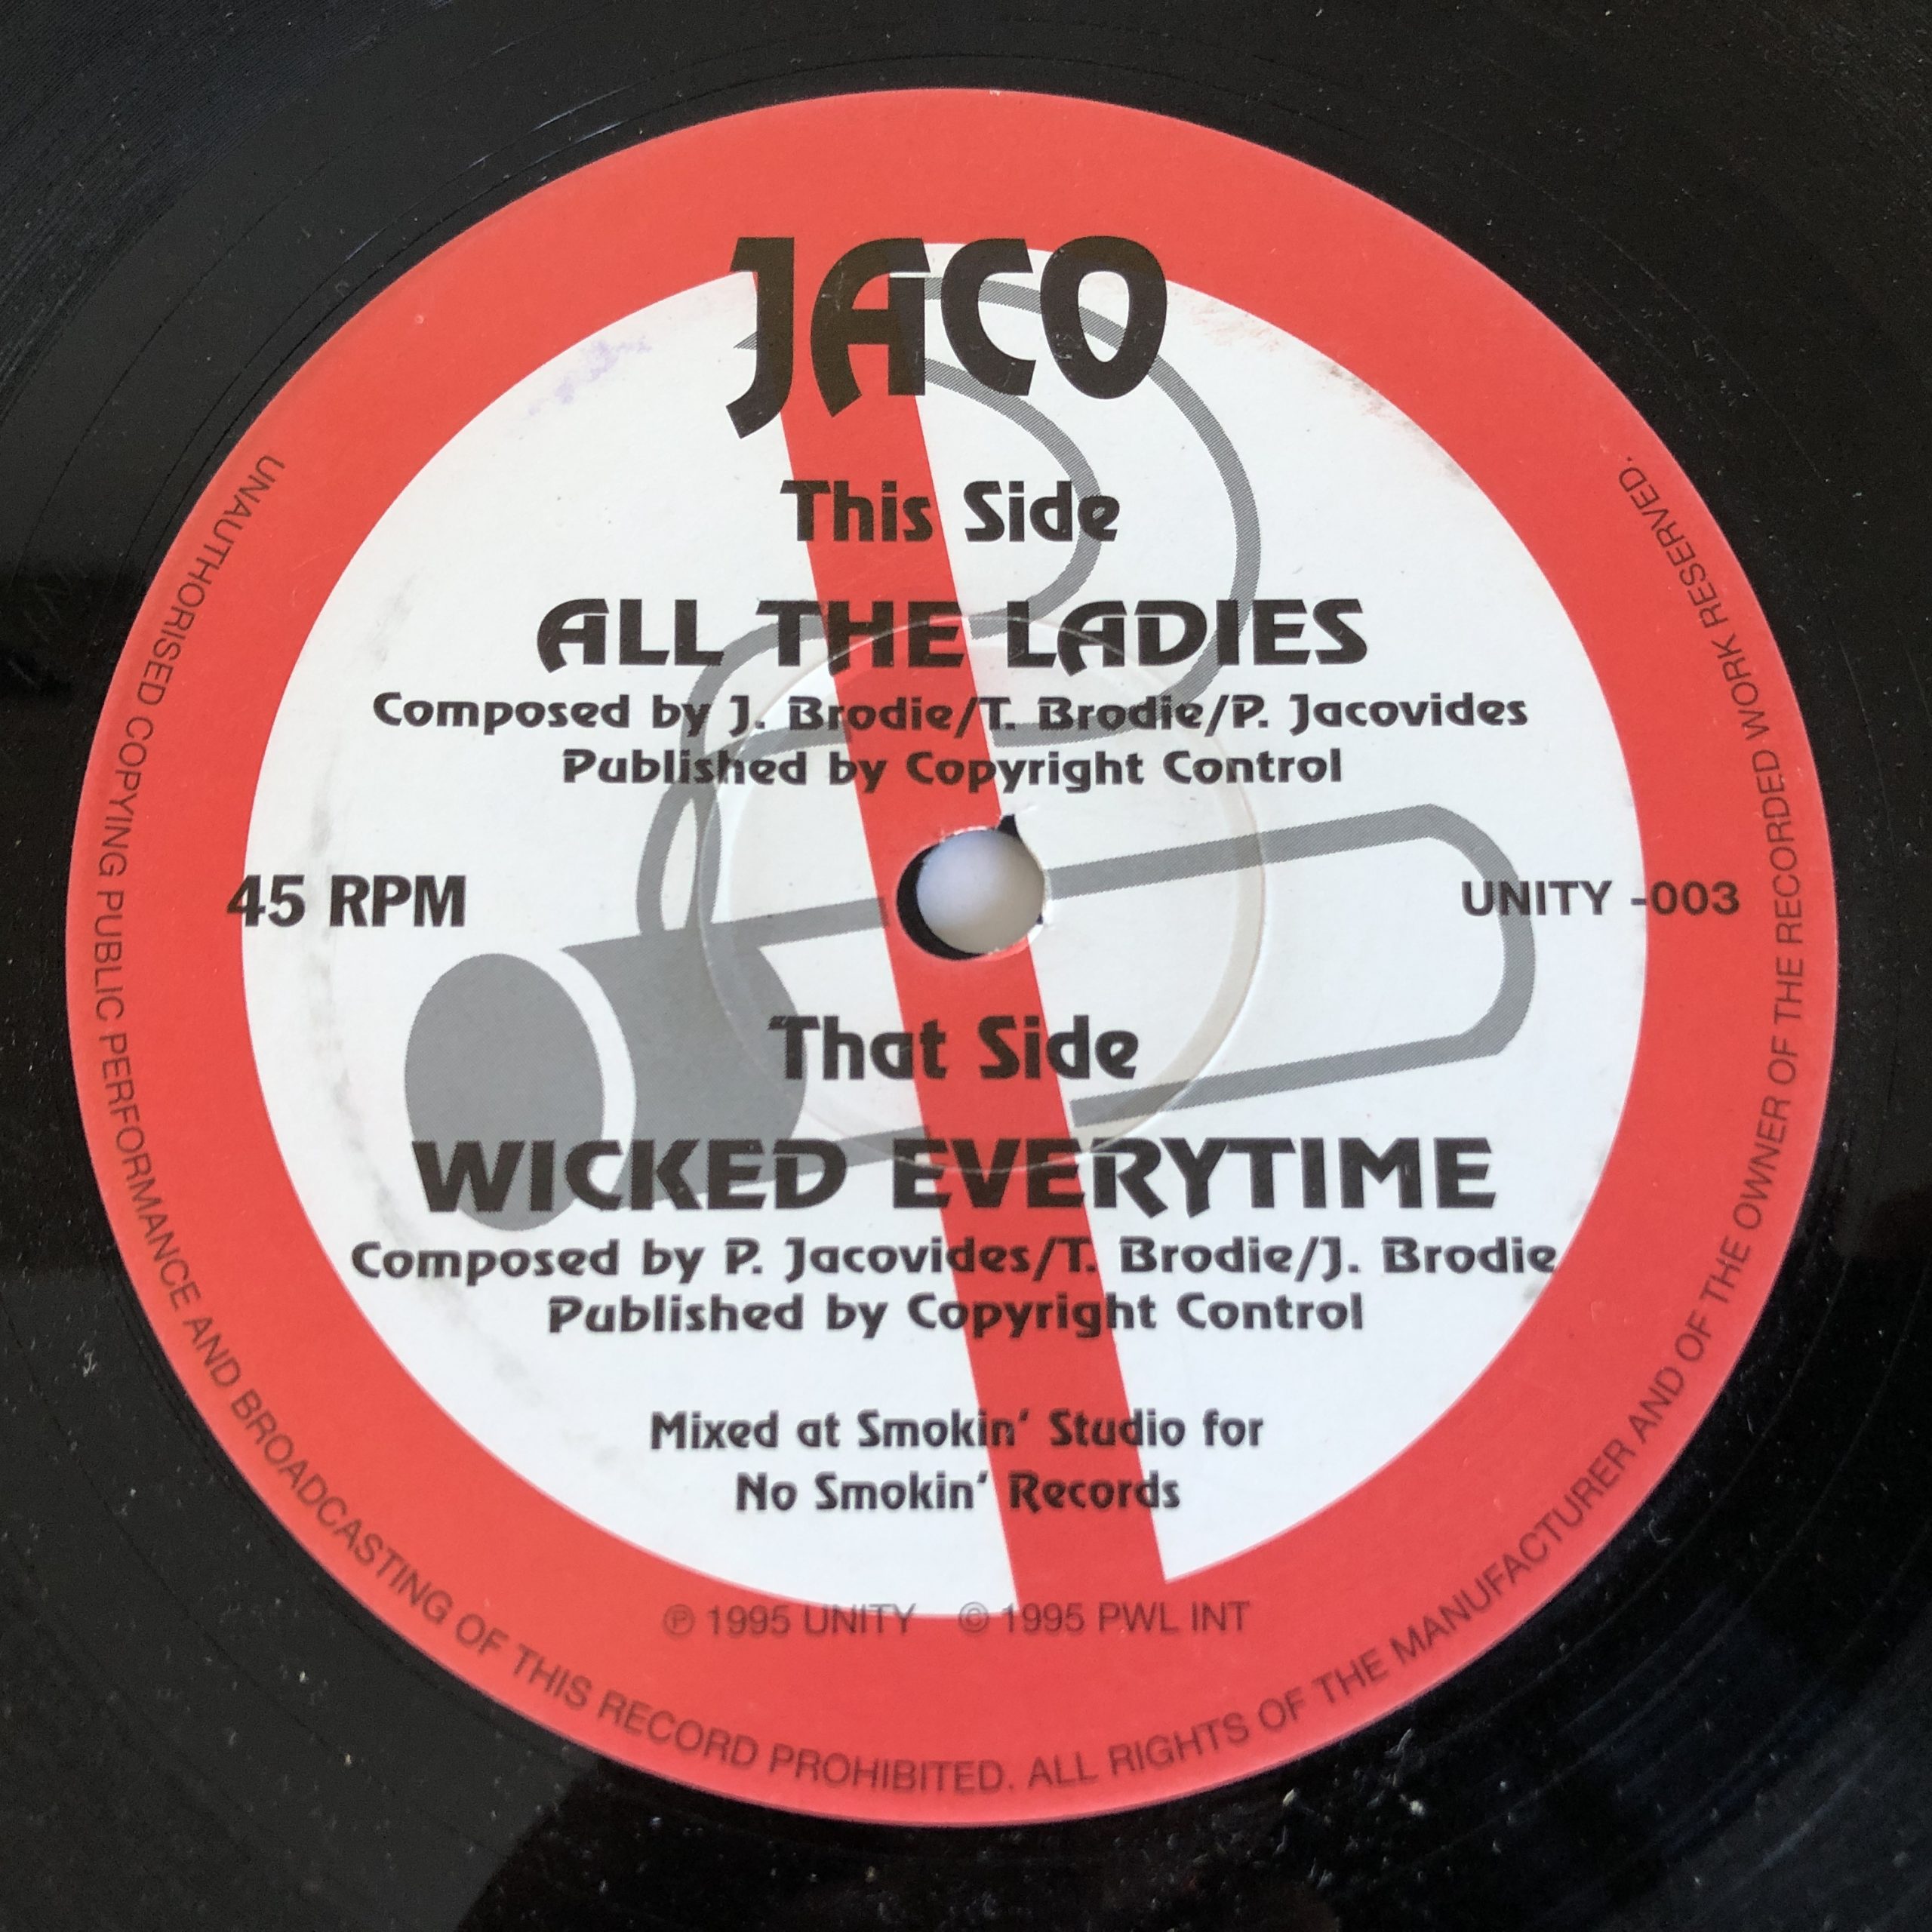 JACO
This Side
ALL THE LADIES
Composed by J. Brodie/T. Brodie/P. Jacovides
Published by Copyright Control
45 RPM
UNITY -003
That Side
WICKED EVERYTIME
Composed by P. Jacovides/T. Brodie/J. Brodie
Published by Copyright Control
Mixed at Smokin' Studio for
No Smokin' Records
℗ 1995 UNITY © 1995 PWL INT
UNAUTHORISED COPYING PUBLIC PERFORMANCE AND BROADCASTING OF THIS RECORD PROHIBITED. ALL RIGHTS OF THE MANUFACTURER AND OF THE OWNER OF THE RECORDED WORK RESERVED.